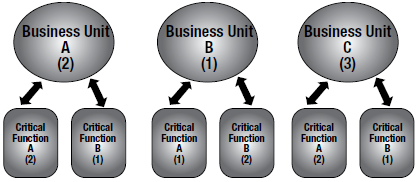 Business Unit
A
(2)
Business Unit
B
(1)
Business Unit
C
(3)
Critical
Function
A
(2)
Critical
Function
B
(1)
Critical
Function
A
(1)
Critical
Function
B
(2)
Critical
Function
A
(2)
Critical
Function
B
(1)